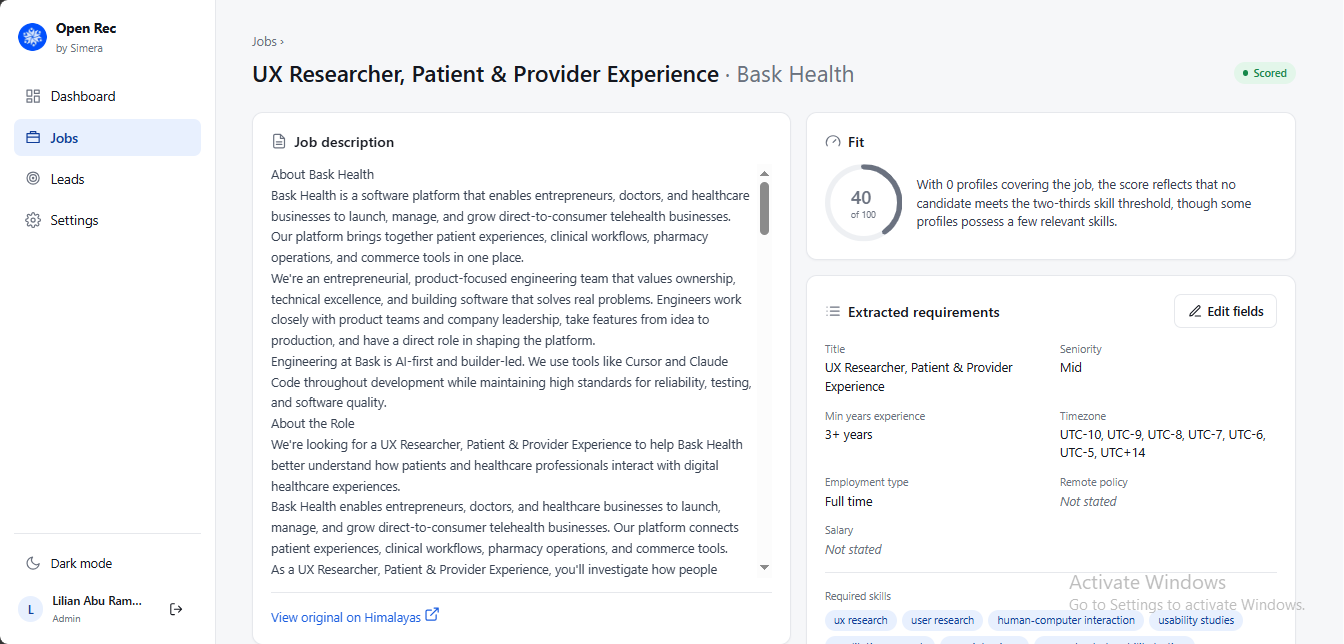 Open Rec
by Simera
Dashboard
Jobs
Leads
Settings
Dark mode
L
Lilian Abu Ram...
Admin
Jobs ›
UX Researcher, Patient & Provider Experience · Bask Health
Scored
Job description
About Bask Health
Bask Health is a software platform that enables entrepreneurs, doctors, and healthcare
businesses to launch, manage, and grow direct-to-consumer telehealth businesses.
Our platform brings together patient experiences, clinical workflows, pharmacy
operations, and commerce tools in one place.
We're an entrepreneurial, product-focused engineering team that values ownership,
technical excellence, and building software that solves real problems. Engineers work
closely with product teams and company leadership, take features from idea to
production, and have a direct role in shaping the platform.
Engineering at Bask is AI-first and builder-led. We use tools like Cursor and Claude
Code throughout development while maintaining high standards for reliability, testing,
and software quality.
About the Role
We're looking for a UX Researcher, Patient & Provider Experience to help Bask Health
better understand how patients and healthcare professionals interact with digital
healthcare experiences.
Bask Health enables entrepreneurs, doctors, and healthcare businesses to launch,
manage, and grow direct-to-consumer telehealth businesses. Our platform connects
patient experiences, clinical workflows, pharmacy operations, and commerce tools.
As a UX Researcher, Patient & Provider Experience, you'll investigate how people
View original on Himalayas
Fit
40
of 100
With 0 profiles covering the job, the score reflects that no
candidate meets the two-thirds skill threshold, though some
profiles possess a few relevant skills.
Extracted requirements
Edit fields
Title
UX Researcher, Patient & Provider
Experience
Seniority
Mid
Min years experience
3+ years
Timezone
UTC-10, UTC-9, UTC-8, UTC-7, UTC-6,
UTC-5, UTC+14
Employment type
Full time
Remote policy
Not stated
Salary
Not stated
Required skills
ux research
user research
human-computer interaction
usability studies
Activate Windows
Go to Settings to activate Windows.